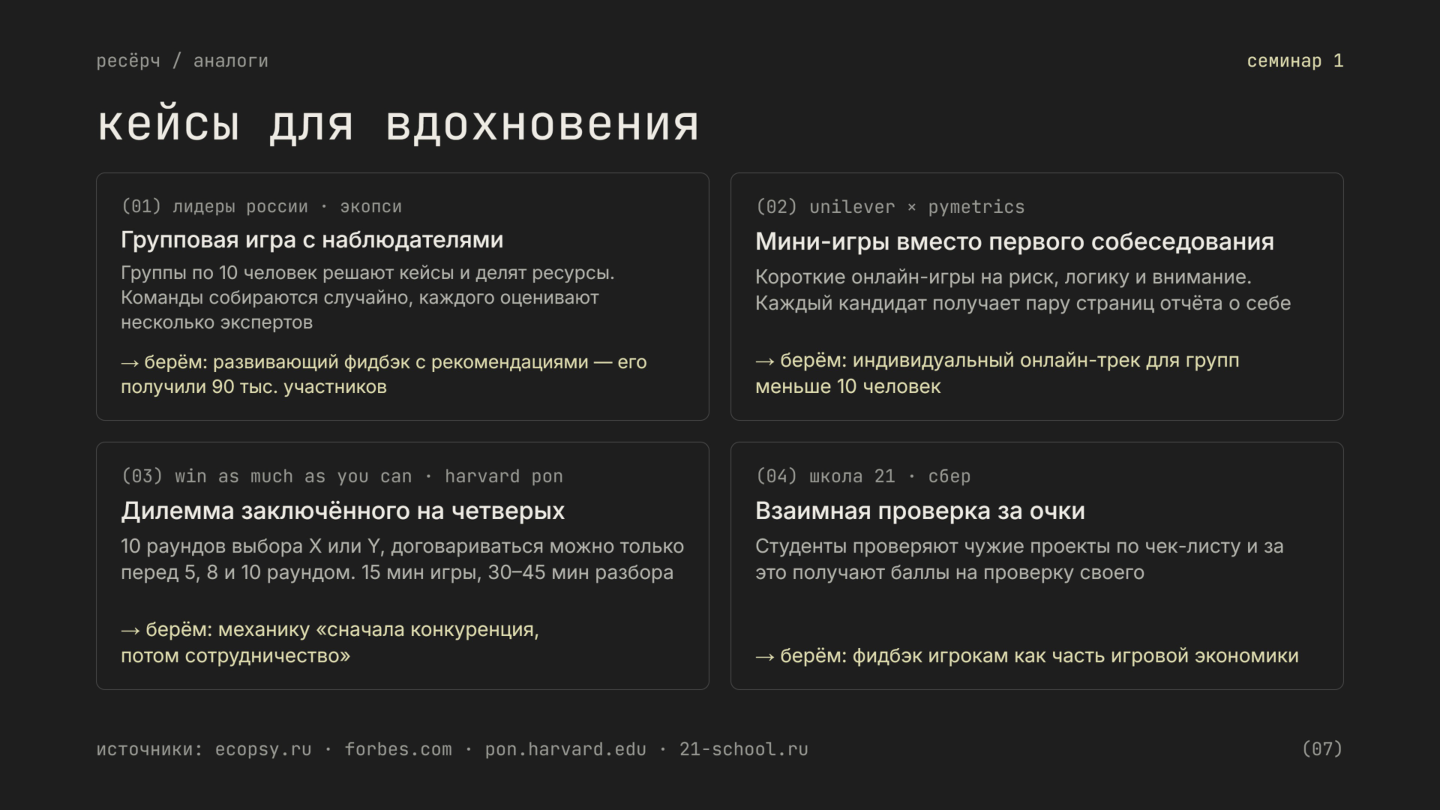 ресёрч / аналоги
семинар 1
кейсы для вдохновения
(01) лидеры россии · экопси
Групповая игра с наблюдателями
Группы по 10 человек решают кейсы и делят ресурсы.
Команды собираются случайно, каждого оценивают
несколько экспертов
→ берём: развивающий фидбэк с рекомендациями — его
получили 90 тыс. участников
(02) unilever × pymetrics
Мини-игры вместо первого собеседования
Короткие онлайн-игры на риск, логику и внимание.
Каждый кандидат получает пару страниц отчёта о себе
→ берём: индивидуальный онлайн-трек для групп
меньше 10 человек
(03) win as much as you can · harvard pon
Дилемма заключённого на четверых
10 раундов выбора X или Y, договариваться можно только
перед 5, 8 и 10 раундом. 15 мин игры, 30–45 мин разбора
→ берём: механику «сначала конкуренция,
потом сотрудничество»
(04) школа 21 · сбер
Взаимная проверка за очки
Студенты проверяют чужие проекты по чек-листу и за
это получают баллы на проверку своего
→ берём: фидбэк игрокам как часть игровой экономики
источники: ecopsy.ru · forbes.com · pon.harvard.edu · 21-school.ru
(07)